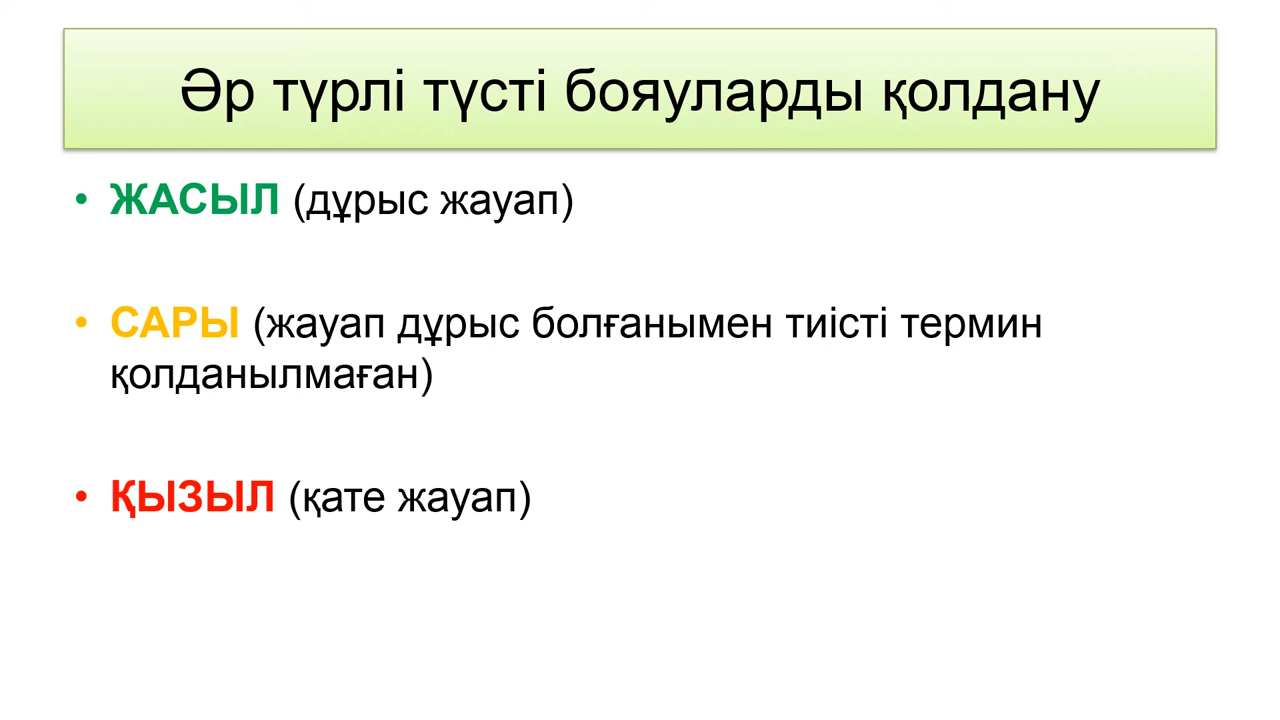 Әр түрлі түсті бояуларды қолдану
• ЖАСЫЛ (дұрыс жауап)
• САРЫ (жауап дұрыс болғанымен тиісті термин
қолданылмаған)
• ҚЫЗЫЛ (қате жауап)